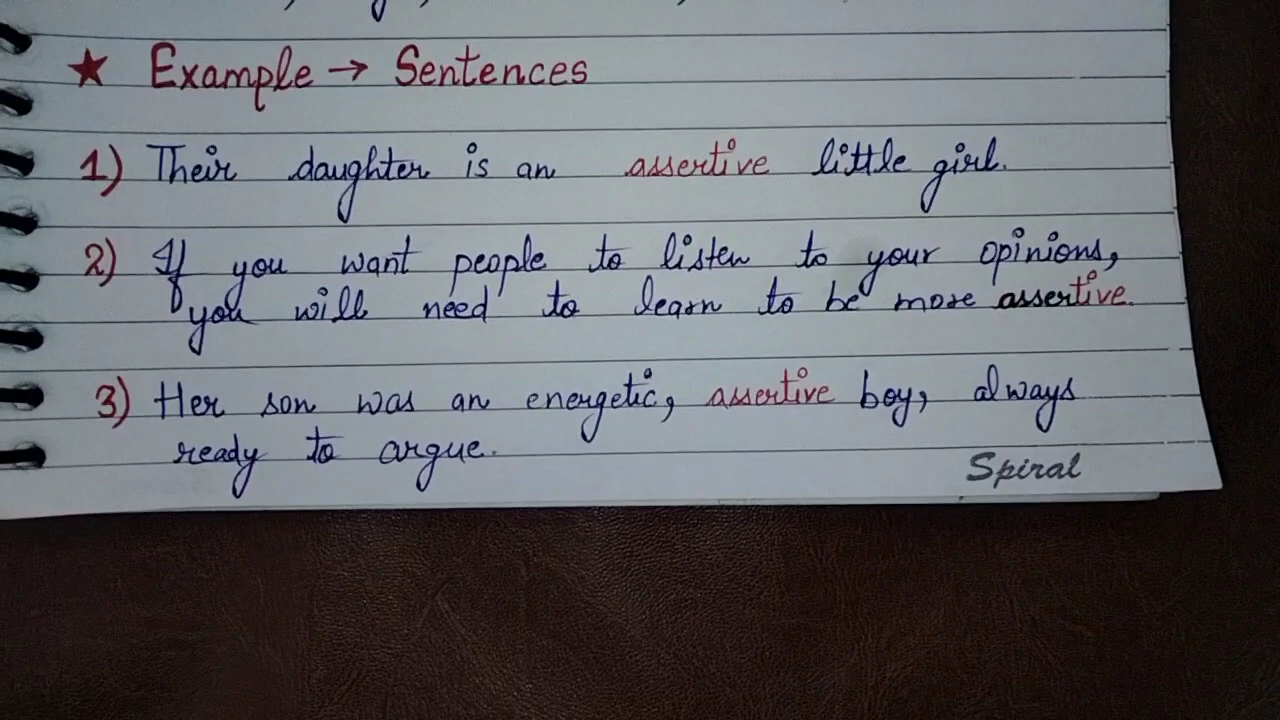 ★ Example → Sentences
1) Their daughter is an assertive little girl.
2) If you want people to listen to your opinions,
you will need to learn to be more assertive.
3) Her son was an energetic, assertive boy, always
ready to argue.
Spiral